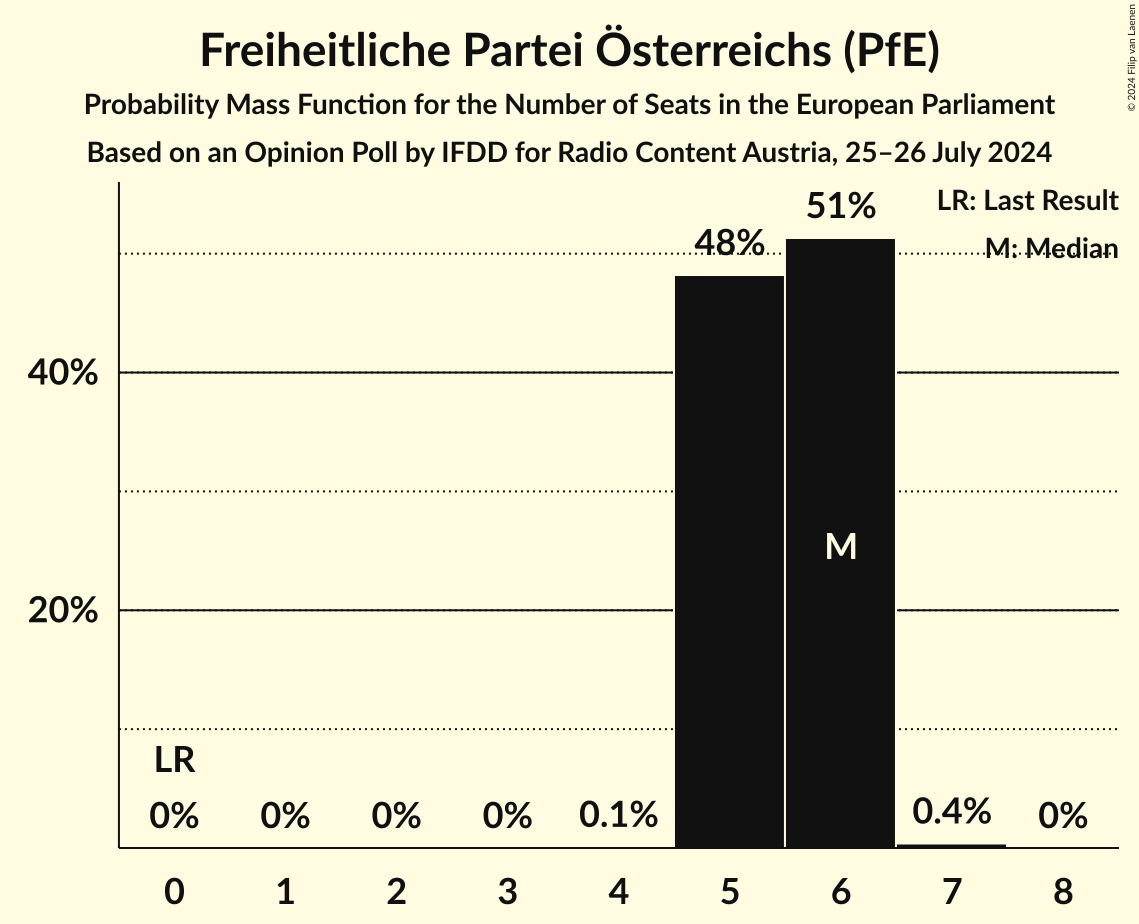 Freiheitliche Partei Österreichs (PfE)
Probability Mass Function for the Number of Seats in the European Parliament
Based on an Opinion Poll by IFDD for Radio Content Austria, 25–26 July 2024
© 2024 Filip van Laenen
LR: Last Result
M: Median
51%
48%
40%
M
20%
LR
0% 0% 0% 0% 0.1% 0.4% 0%
0 1 2 3 4 5 6 7 8